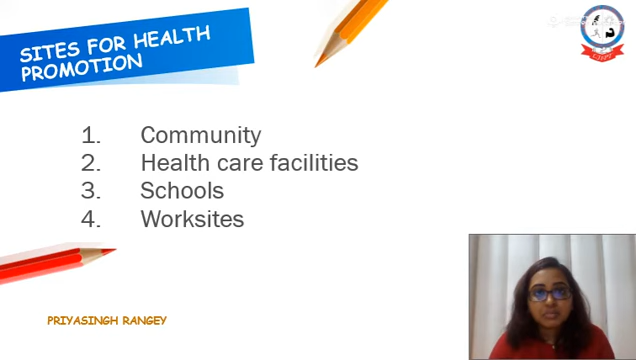 SITES FOR HEALTH
PROMOTION
1. Community
2. Health care facilities
3. Schools
4. Worksites
PRIYASINGH RANGEY